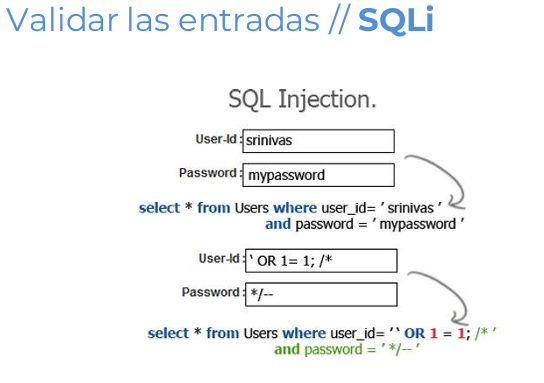 Validar las entradas // SQLi
SQL Injection.
User-Id : srinivas
Password : mypassword
select * from Users where user_id= ' srinivas '
and password = ' mypassword '
User-Id : ` OR 1= 1; /*
Password : */--
select * from Users where user_id= '` OR 1 = 1; /* '
and password = ' */-- '